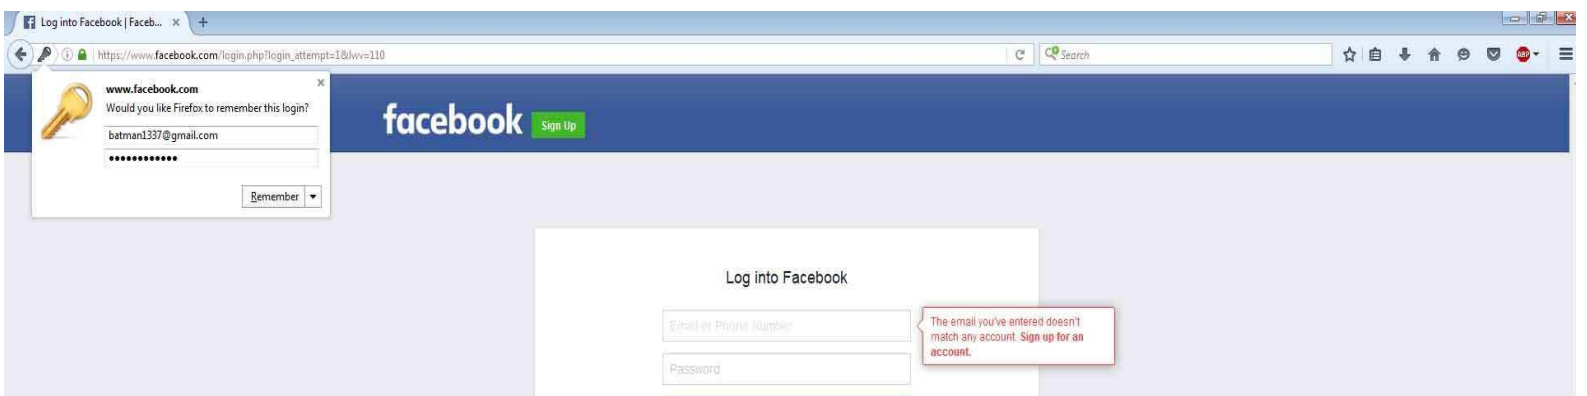 Log into Facebook | Faceb...
https://www.facebook.com/login.php?login_attempt=1&lwv=110
Search
ABP
www.facebook.com
Would you like Firefox to remember this login?
batman1337@gmail.com
••••••••••••
Remember
facebook
Sign Up
Log into Facebook
Email or Phone Number
The email you've entered doesn't
match any account. Sign up for an
account.
Password